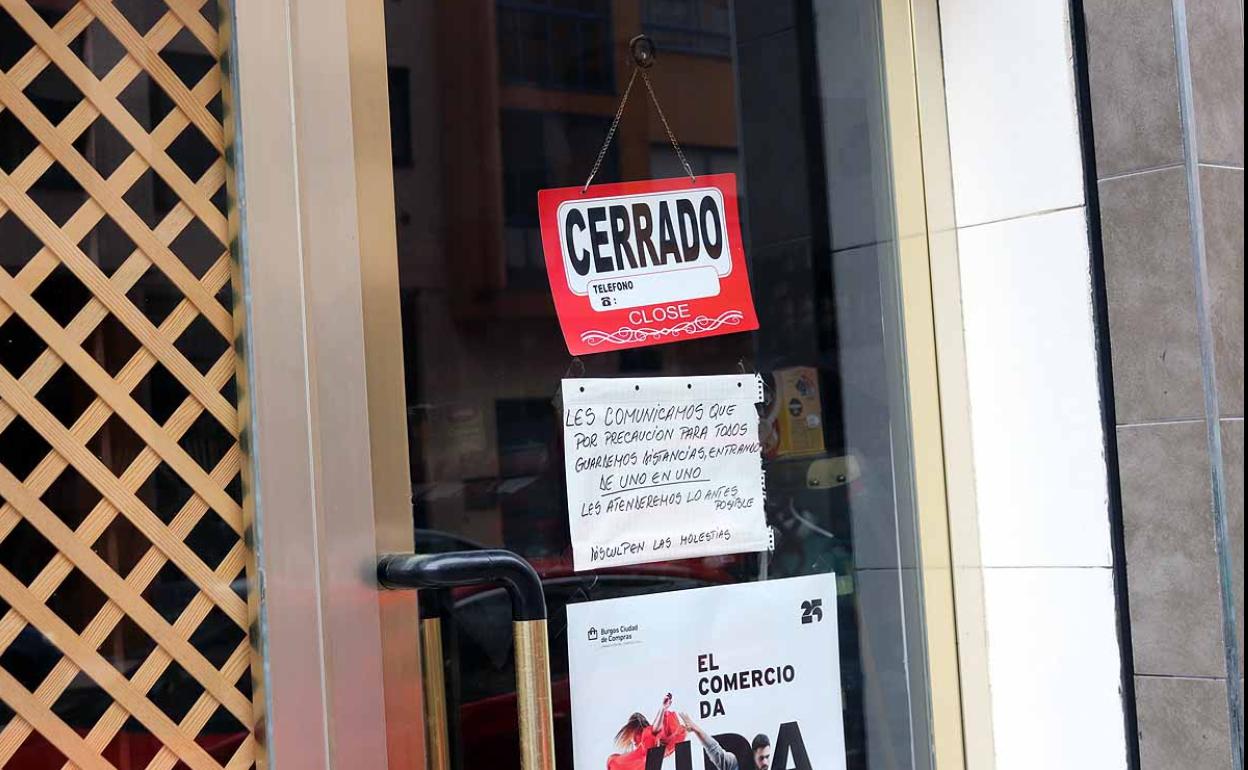 CERRADO
TELEFONO
☎:
CLOSE
LES COMUNICAMOS QUE
POR PRECAUCION PARA TODOS
GUARDEMOS DISTANCIAS, ENTRANDO
DE UNO EN UNO
LES ATENDEREMOS LO ANTES
POSIBLE
DISCULPEN LAS MOLESTIAS
Burgos Ciudad
de Compras
25
EL
COMERCIO
DA